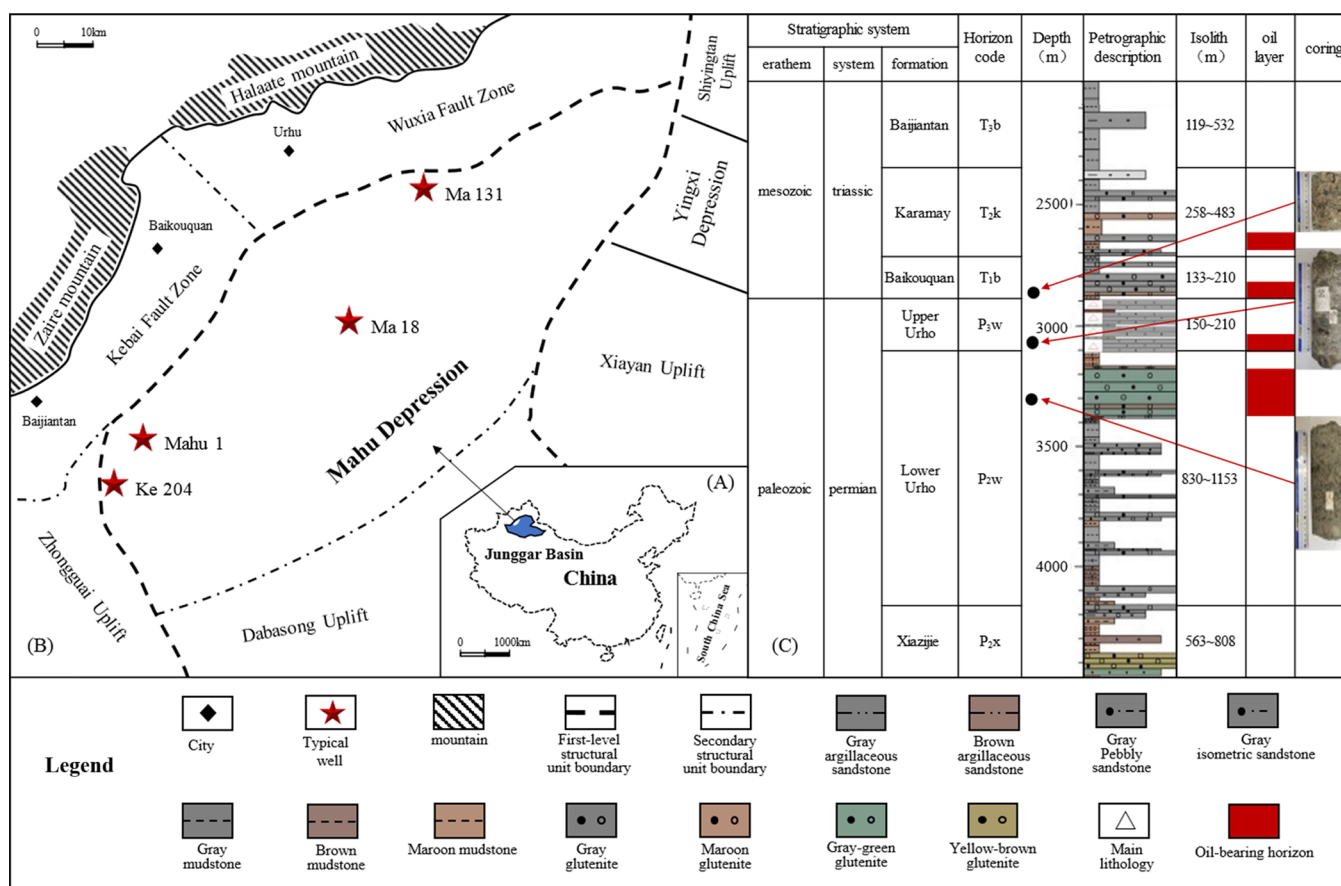 0 10km
Halaate mountain
Zaire mountain
Urhu
Wuxia Fault Zone
Shiyingtan
Uplift
Ma 131
Baikouquan
Kebai Fault Zone
Yingxi
Depression
Ma 18
Xiayan Uplift
Baijiantan
Mahu 1
Ke 204
Mahu Depression
Zhongguai Uplift
Dabasong Uplift
(A)
Junggar Basin
China
0 1000km
South China Sea
(B)
Stratigraphic system
erathem
system
formation
Horizon
code
Depth
(m)
Petrographic
description
Isolith
(m)
oil
layer
coring
mesozoic
triassic
Baijiantan
T₃b
119~532
Karamay
T₂k
2500
258~483
Baikouquan
T₁b
133~210
paleozoic
permian
Upper
Urho
P₃w
3000
150~210
Lower
Urho
P₂w
3500
830~1153
4000
Xiazijie
P₂x
563~808
(C)
Legend
City
Typical
well
mountain
First-level
structural
unit boundary
Secondary
structural
unit boundary
Gray
argillaceous
sandstone
Brown
argillaceous
sandstone
Gray
Pebbly
sandstone
Gray
isometric sandstone
Gray
mudstone
Brown
mudstone
Maroon mudstone
Gray
glutenite
Maroon
glutenite
Gray-green
glutenite
Yellow-brown
glutenite
Main
lithology
Oil-bearing horizon